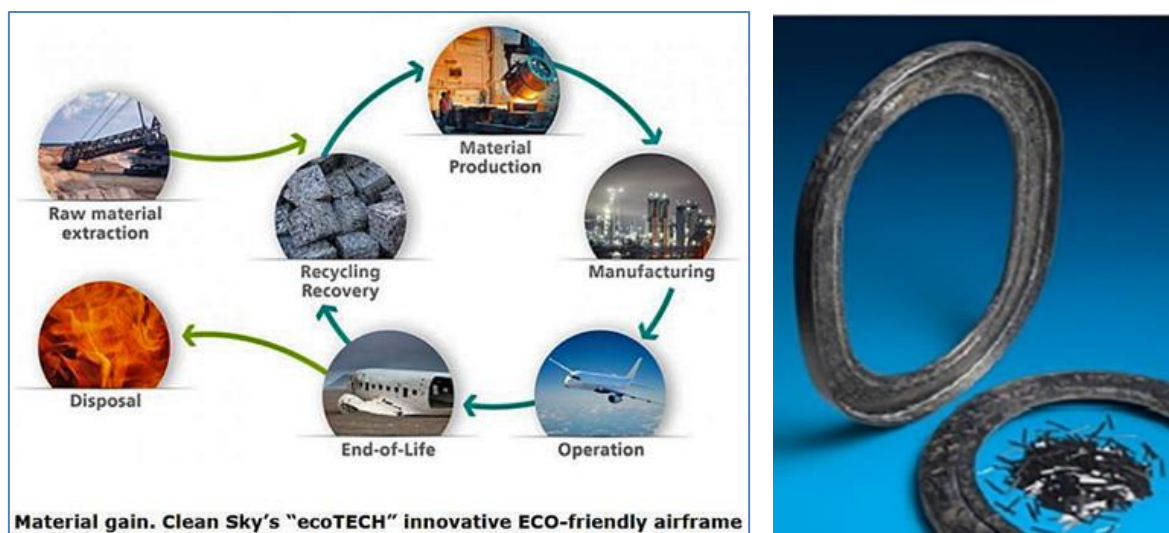 Material
Production
Raw material
extraction
Recycling
Recovery
Manufacturing
Disposal
End-of-Life
Operation
Material gain. Clean Sky’s “ecoTECH” innovative ECO-friendly airframe